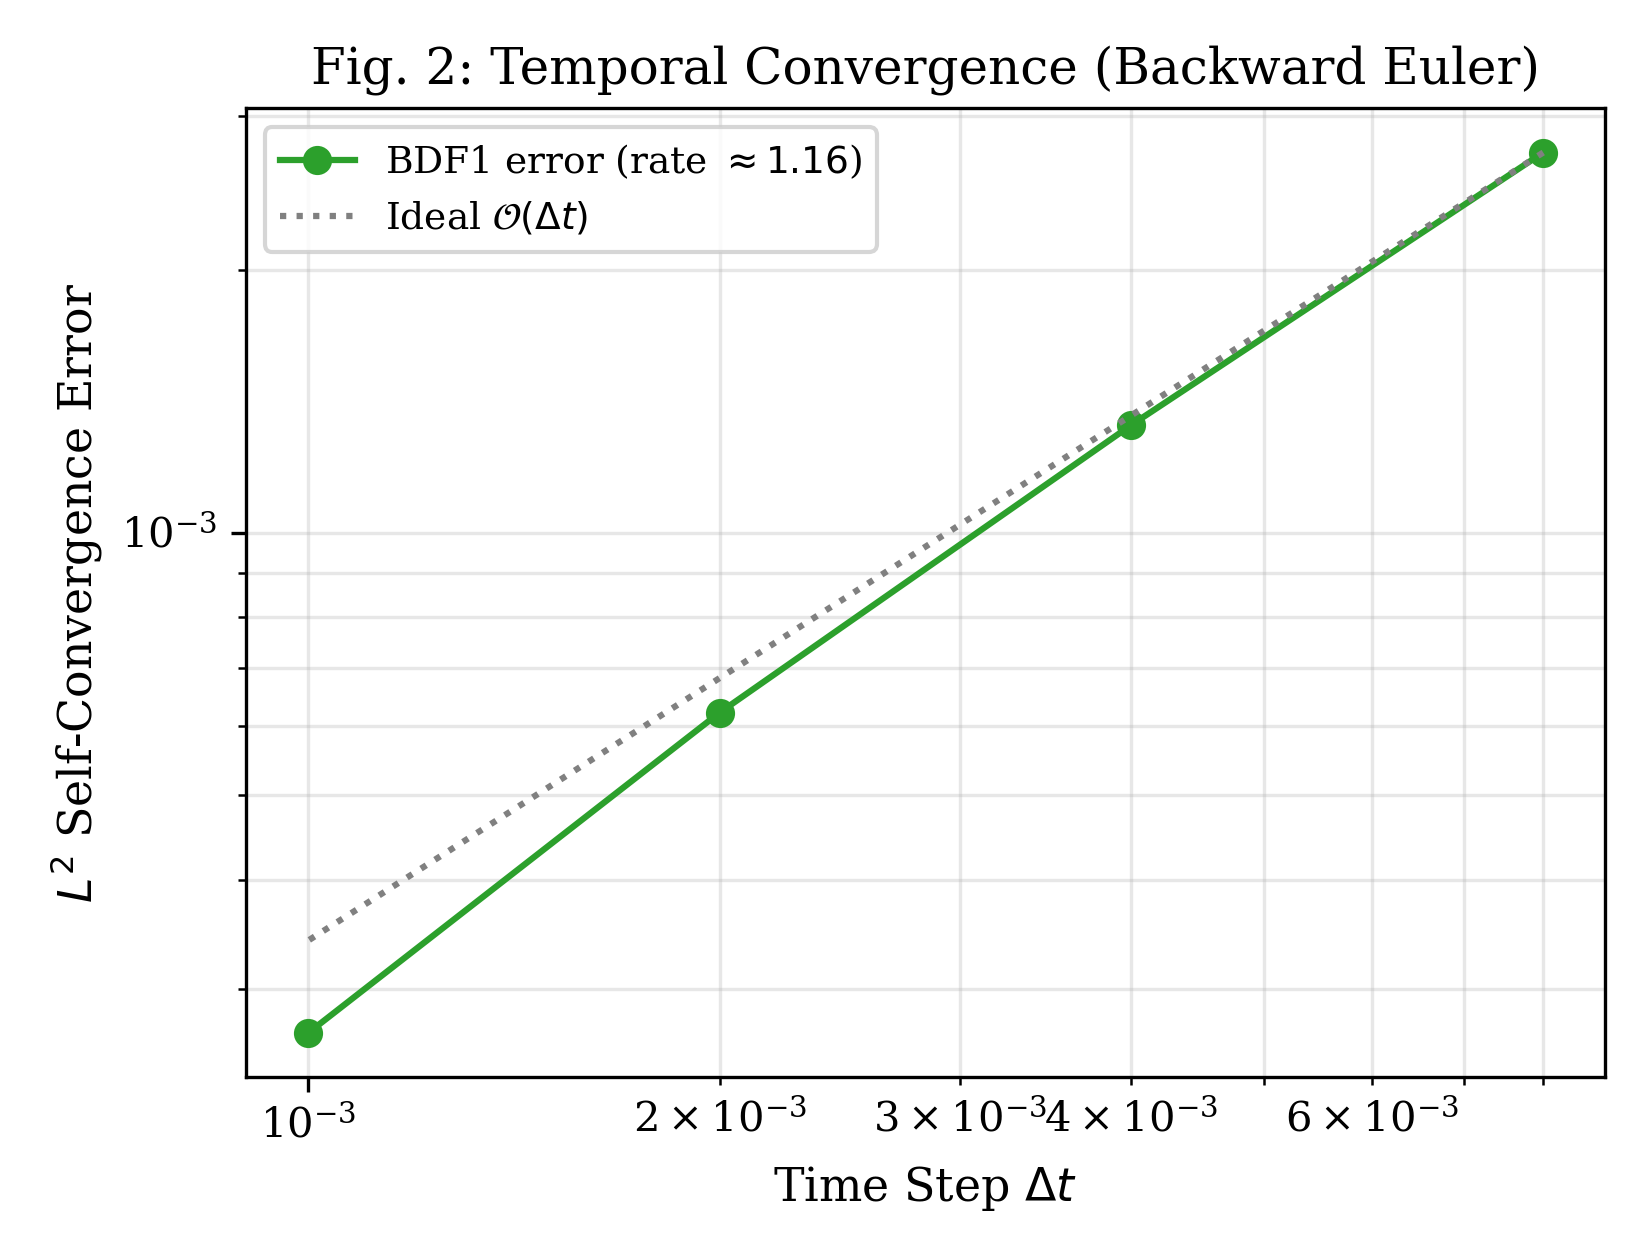 Fig. 2: Temporal Convergence (Backward Euler)
BDF1 error (rate ≈ 1.16)
Ideal 𝒪(Δt)
L² Self-Convergence Error
10⁻³
10⁻³
2 × 10⁻³
3 × 10⁻³
4 × 10⁻³
6 × 10⁻³
Time Step Δt